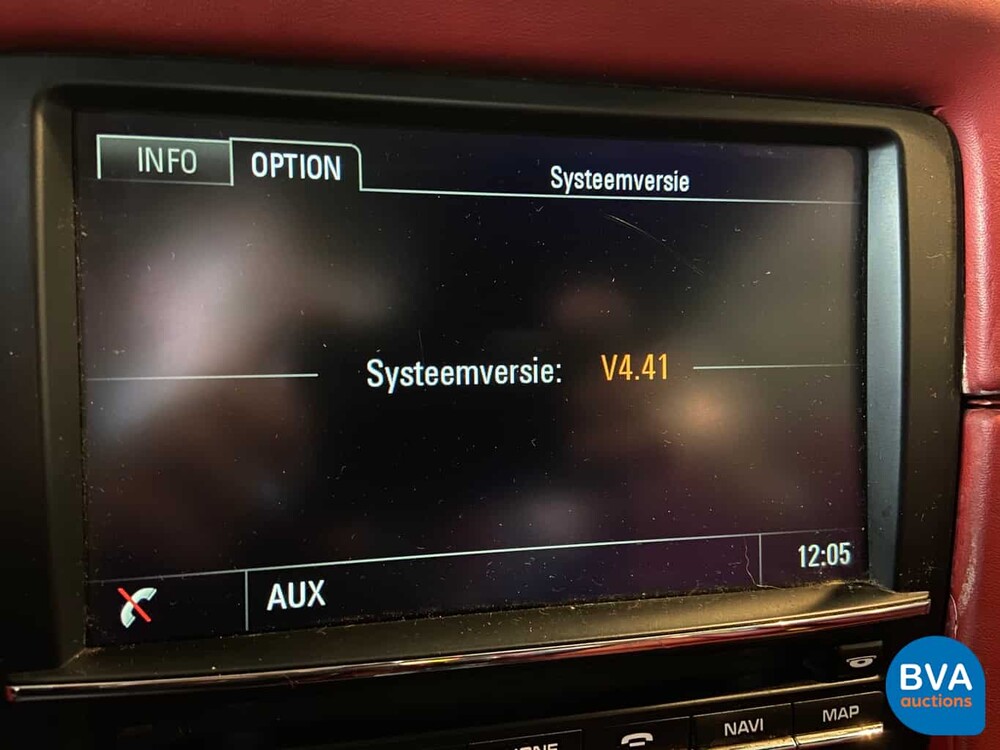 INFO
OPTION
Systeemversie
Systeemversie: V4.41
AUX
12:05
NAVI
MAP
BVA
auctions